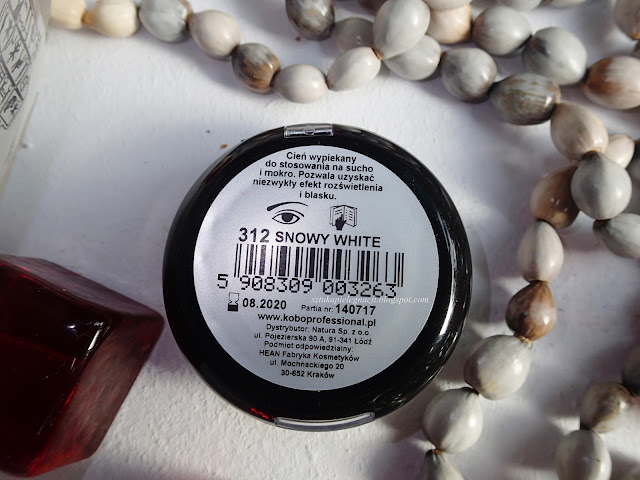 Cień wypiekany
do stosowania na sucho
i mokro. Pozwala uzyskać
niezwykły efekt rozświetlenia
i blasku.
312 SNOWY WHITE
5 908309 003263
sztukapielegnacji.blogspot.com
08.2020 Partia nr: 140717
www.koboprofessional.pl
Dystrybutor: Natura Sp. z o.o.
ul. Pojezierska 90 A, 91-341 Łódź
Podmiot odpowiedzialny:
HEAN Fabryka Kosmetyków
ul. Mochnackiego 20
30-652 Kraków